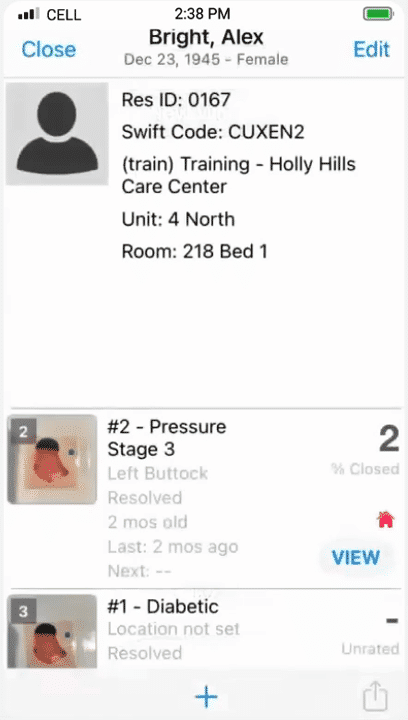 CELL 2:38 PM
Close Bright, Alex Edit
Dec 23, 1945 - Female
Res ID: 0167
Swift Code: CUXEN2
(train) Training - Holly Hills
Care Center
Unit: 4 North
Room: 218 Bed 1
2
#2 - Pressure
Stage 3
Left Buttock
Resolved
2 mos old
Last: 2 mos ago
Next: --
2
% Closed
VIEW
3
#1 - Diabetic
Location not set
Resolved
-
Unrated